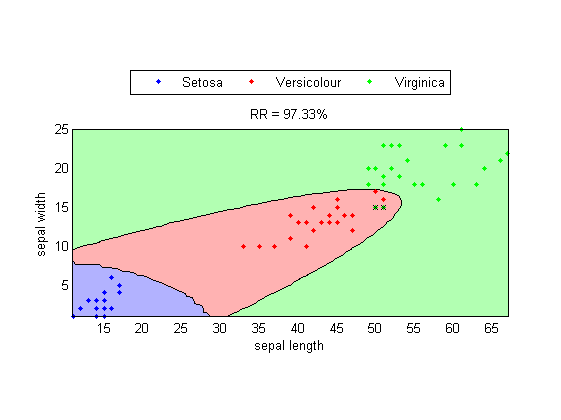 Setosa Versicolour Virginica
RR = 97.33%
25
20
15
10
5
sepal width
15 20 25 30 35 40 45 50 55 60 65
sepal length